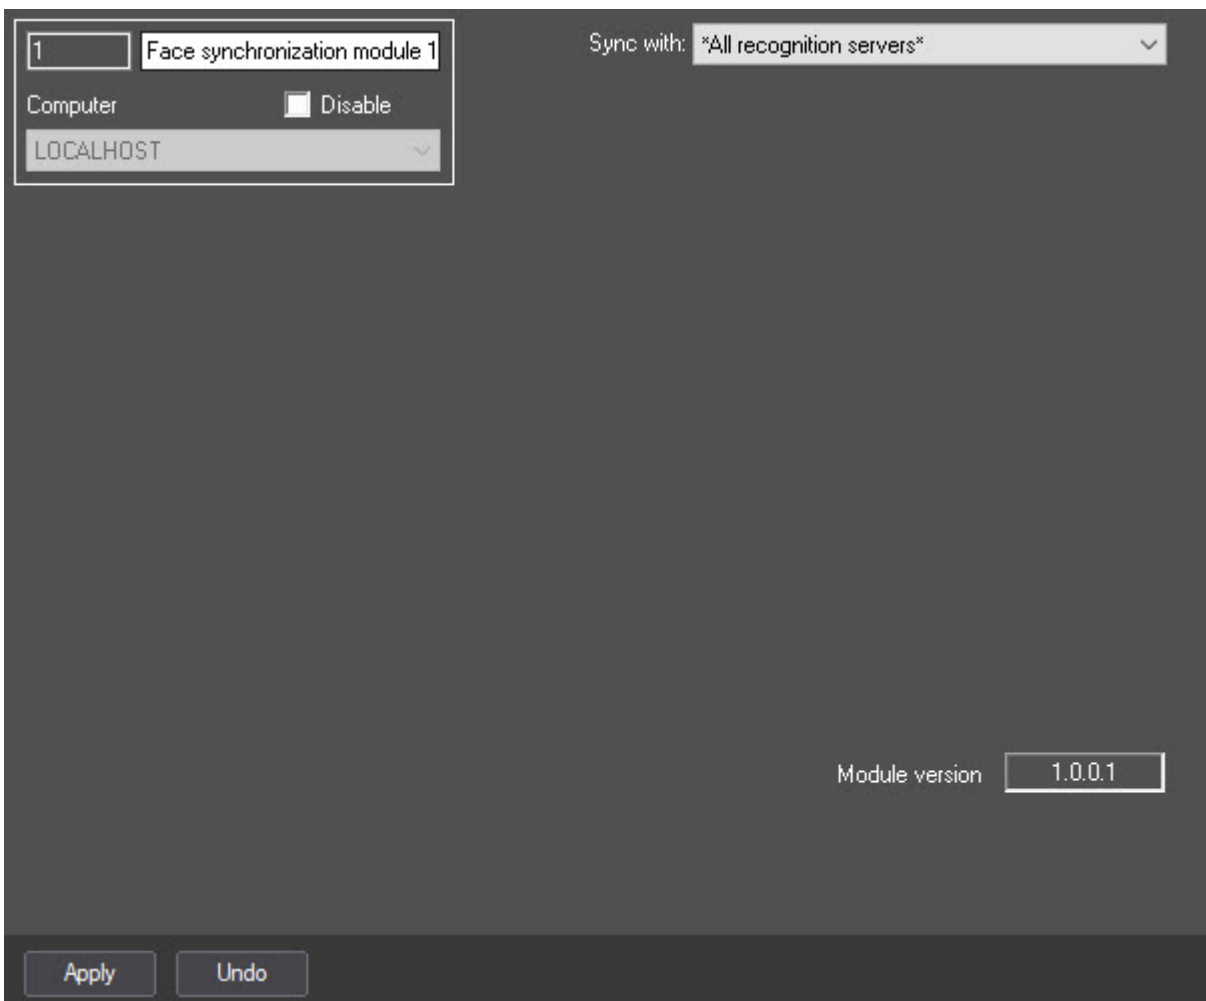 1
Face synchronization module 1
Sync with:
*All recognition servers*
Computer
Disable
LOCALHOST
Module version
1.0.0.1
Apply
Undo